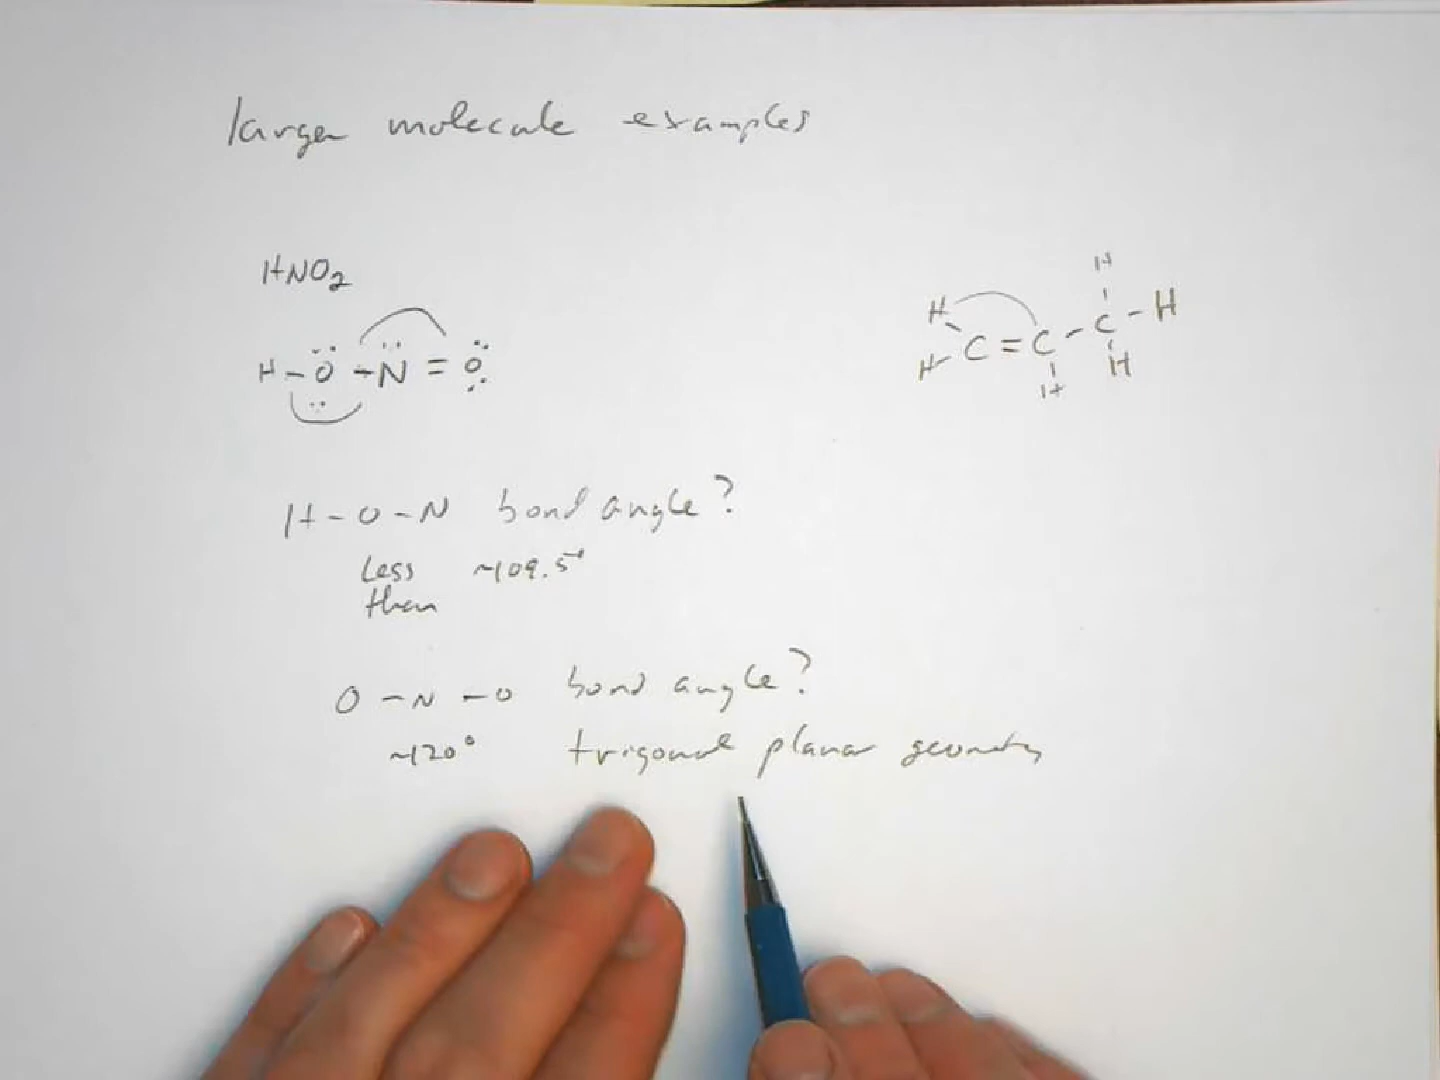 larger molecule examples
HNO2
H-O-N=O
H H C=C-C-H H H H
H-O-N bond angle?
Less ~109.5°
than
O-N-O bond angle?
~120° trigonal planar geometry